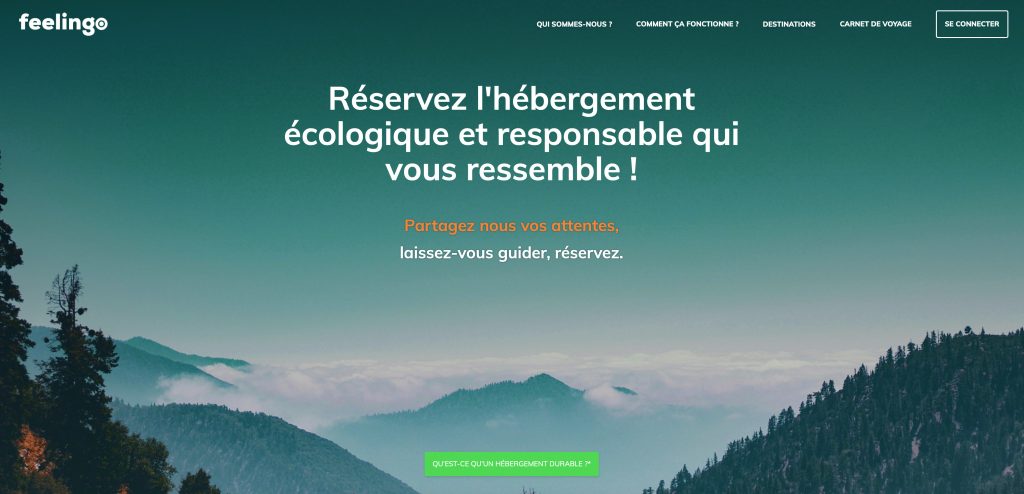 feelingo
QUI SOMMES-NOUS ?
COMMENT ÇA FONCTIONNE ?
DESTINATIONS
CARNET DE VOYAGE
SE CONNECTER
Réservez l'hébergement
écologique et responsable qui
vous ressemble !
Partagez nous vos attentes,
laissez-vous guider, réservez.
QU'EST-CE QU'UN HÉBERGEMENT DURABLE ?*